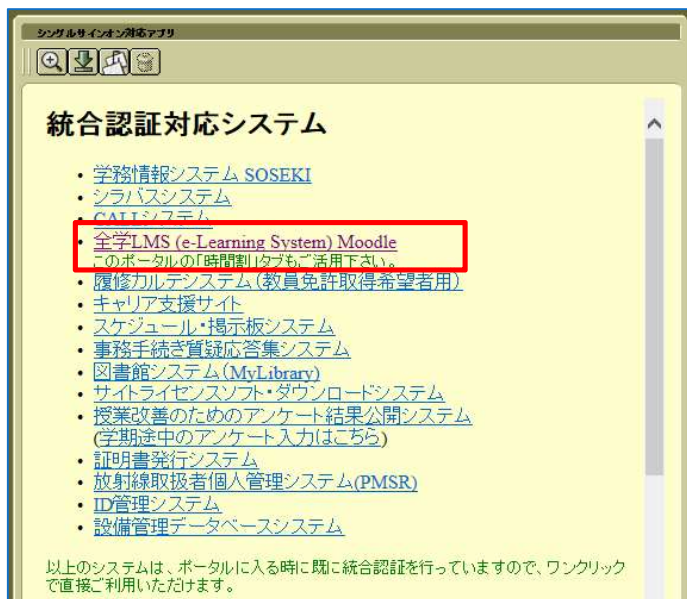 シングルサインオン対応アプリ
統合認証対応システム
・学務情報システム SOSEKI
・シラバスシステム
・CALLシステム
・全学LMS (e-Learning System) Moodle
このポータルの「時間割」タブもご活用下さい。
・履修カルテシステム(教員免許取得希望者用)
・キャリア支援サイト
・スケジュール・掲示板システム
・事務手続き質疑応答集システム
・図書館システム(MyLibrary)
・サイトライセンスソフト・ダウンロードシステム
・授業改善のためのアンケート結果公開システム
(学期途中のアンケート入力はこちら)
・証明書発行システム
・放射線取扱者個人管理システム(PMSR)
・ID管理システム
・設備管理データベースシステム
以上のシステムは、ポータルに入る時に既に統合認証を行っていますので、ワンクリック
で直接ご利用いただけます。